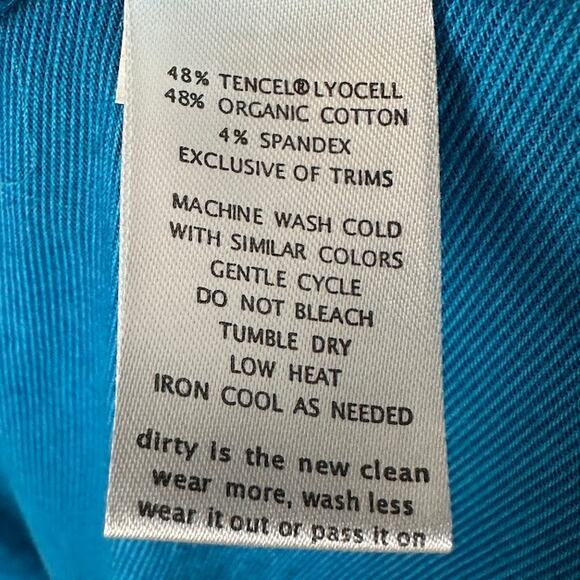 48% TENCEL® LYOCELL
48% ORGANIC COTTON
4% SPANDEX
EXCLUSIVE OF TRIMS
MACHINE WASH COLD
WITH SIMILAR COLORS
GENTLE CYCLE
DO NOT BLEACH
TUMBLE DRY
LOW HEAT
IRON COOL AS NEEDED
dirty is the new clean
wear more, wash less
wear it out or pass it on